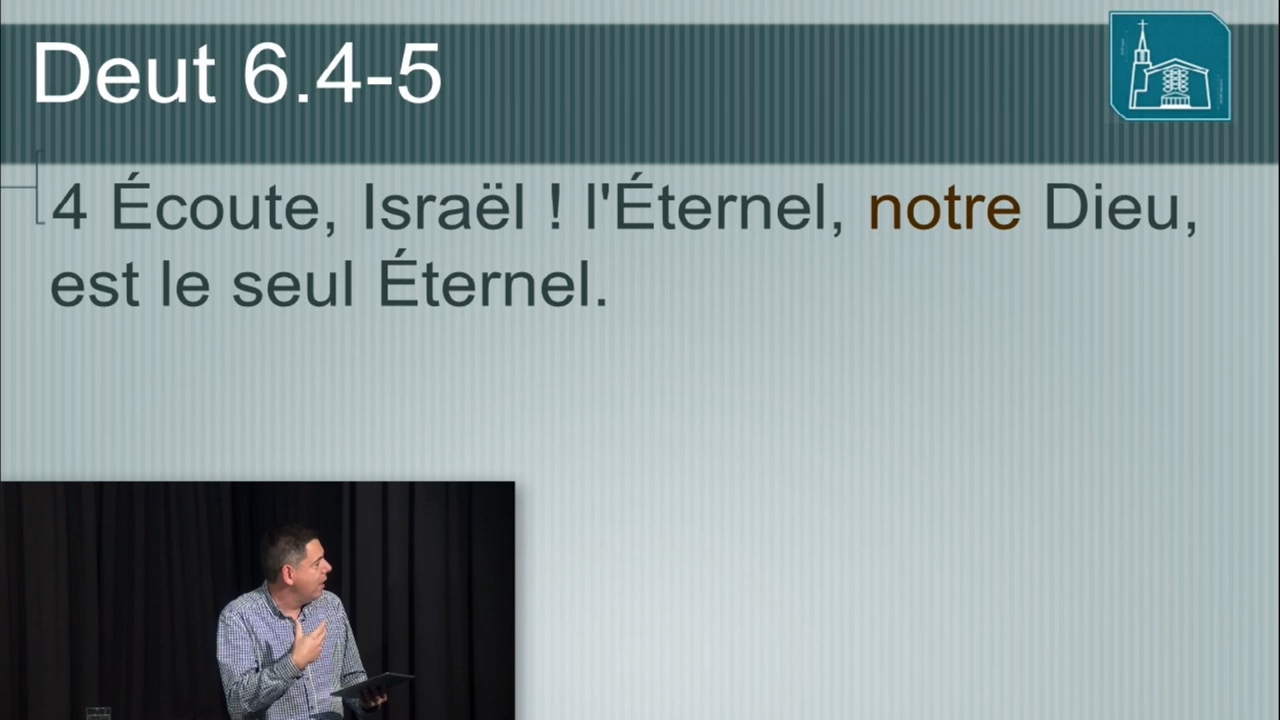 Deut 6.4-5
4 Écoute, Israël ! l'Éternel, notre Dieu,
est le seul Éternel.